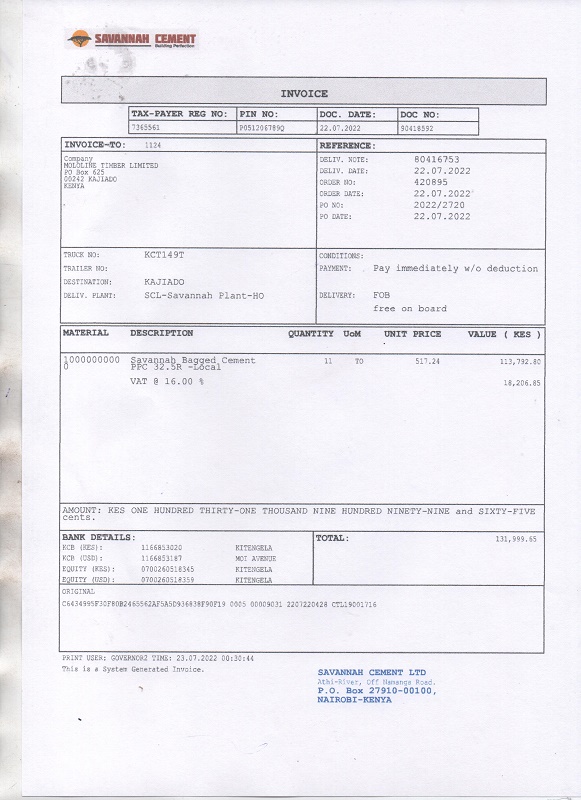 SAVANNAH CEMENT
Building Perfection
INVOICE
TAX-PAYER REG NO: PIN NO: DOC. DATE: DOC NO:
7365561 P051206789Q 22.07.2022 90418592
INVOICE-TO: 1124 REFERENCE:
Company
MOLOLINE TIMBER LIMITED
PO Box 625
00242 KAJIADO
KENYA
DELIV. NOTE: 80416753
DELIV. DATE: 22.07.2022
ORDER NO: 420895
ORDER DATE: 22.07.2022
PO NO: 2022/2720
PO DATE: 22.07.2022
TRUCK NO: KCT149T
TRAILER NO:
DESTINATION: KAJIADO
DELIV. PLANT: SCL-Savannah Plant-HO
CONDITIONS:
PAYMENT: Pay immediately w/o deduction
DELIVERY: FOB
free on board
MATERIAL DESCRIPTION QUANTITY UoM UNIT PRICE VALUE ( KES )
1000000000 Savannah Bagged Cement 11 TO 517.24 113,792.80
0 PPC 32.5R -Local
VAT @ 16.00 % 18,206.85
AMOUNT: KES ONE HUNDRED THIRTY-ONE THOUSAND NINE HUNDRED NINETY-NINE and SIXTY-FIVE
cents.
BANK DETAILS: TOTAL: 131,999.65
KCB (KES): 1166853020 KITENGELA
KCB (USD): 1166853187 MOI AVENUE
EQUITY (KES): 0700260518345 KITENGELA
EQUITY (USD): 0700260518359 KITENGELA
ORIGINAL
C6434995F30F80B2465562AF5A5D936838F90F19 0005 00009031 2207220428 CTL19001716
PRINT USER: GOVERNOR2 TIME: 23.07.2022 00:30:44
This is a System Generated Invoice.
SAVANNAH CEMENT LTD
Athi-River, Off Namanga Road.
P.O. Box 27910-00100,
NAIROBI-KENYA